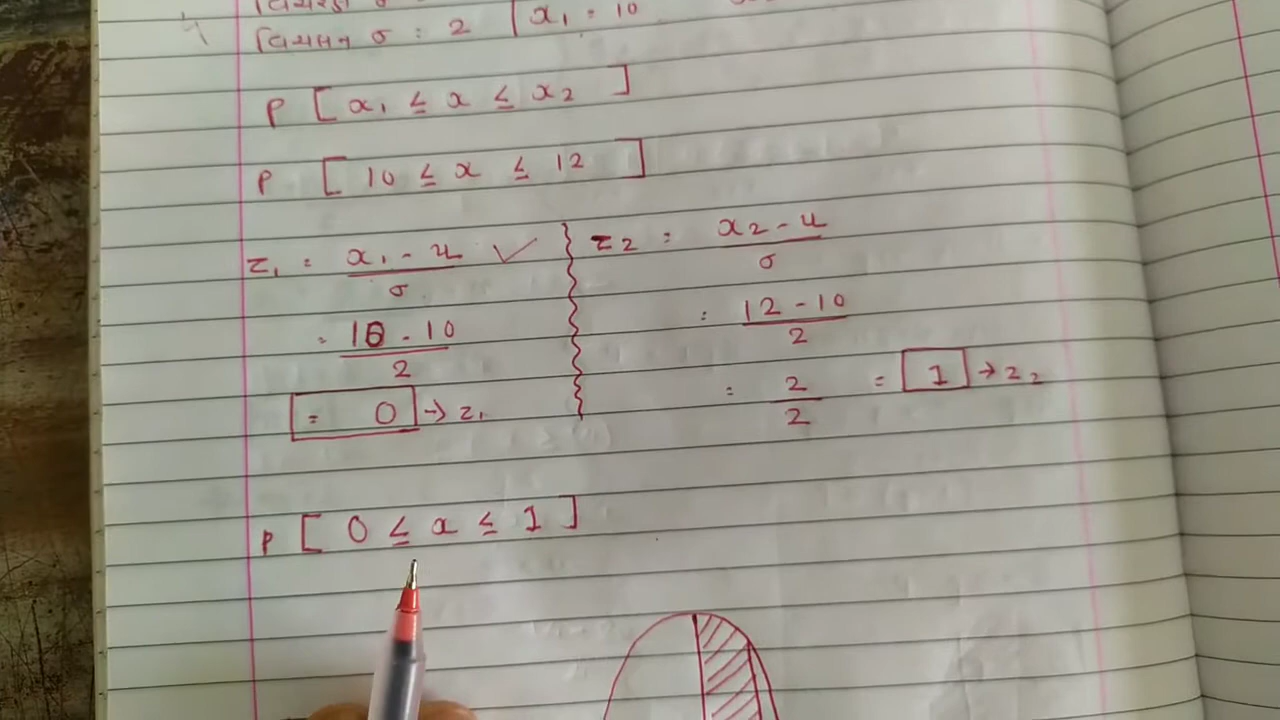 विचलन σ = 2 | x₁ = 10
P [ x₁ ≤ x ≤ x₂ ]
P [ 10 ≤ x ≤ 12 ]
z₁ = x₁ - u / σ ✓
= 10 - 10 / 2
= 0 → z₁
z₂ = x₂ - u / σ
= 12 - 10 / 2
= 2 / 2 = 1 → z₂
P [ 0 ≤ x ≤ 1 ]